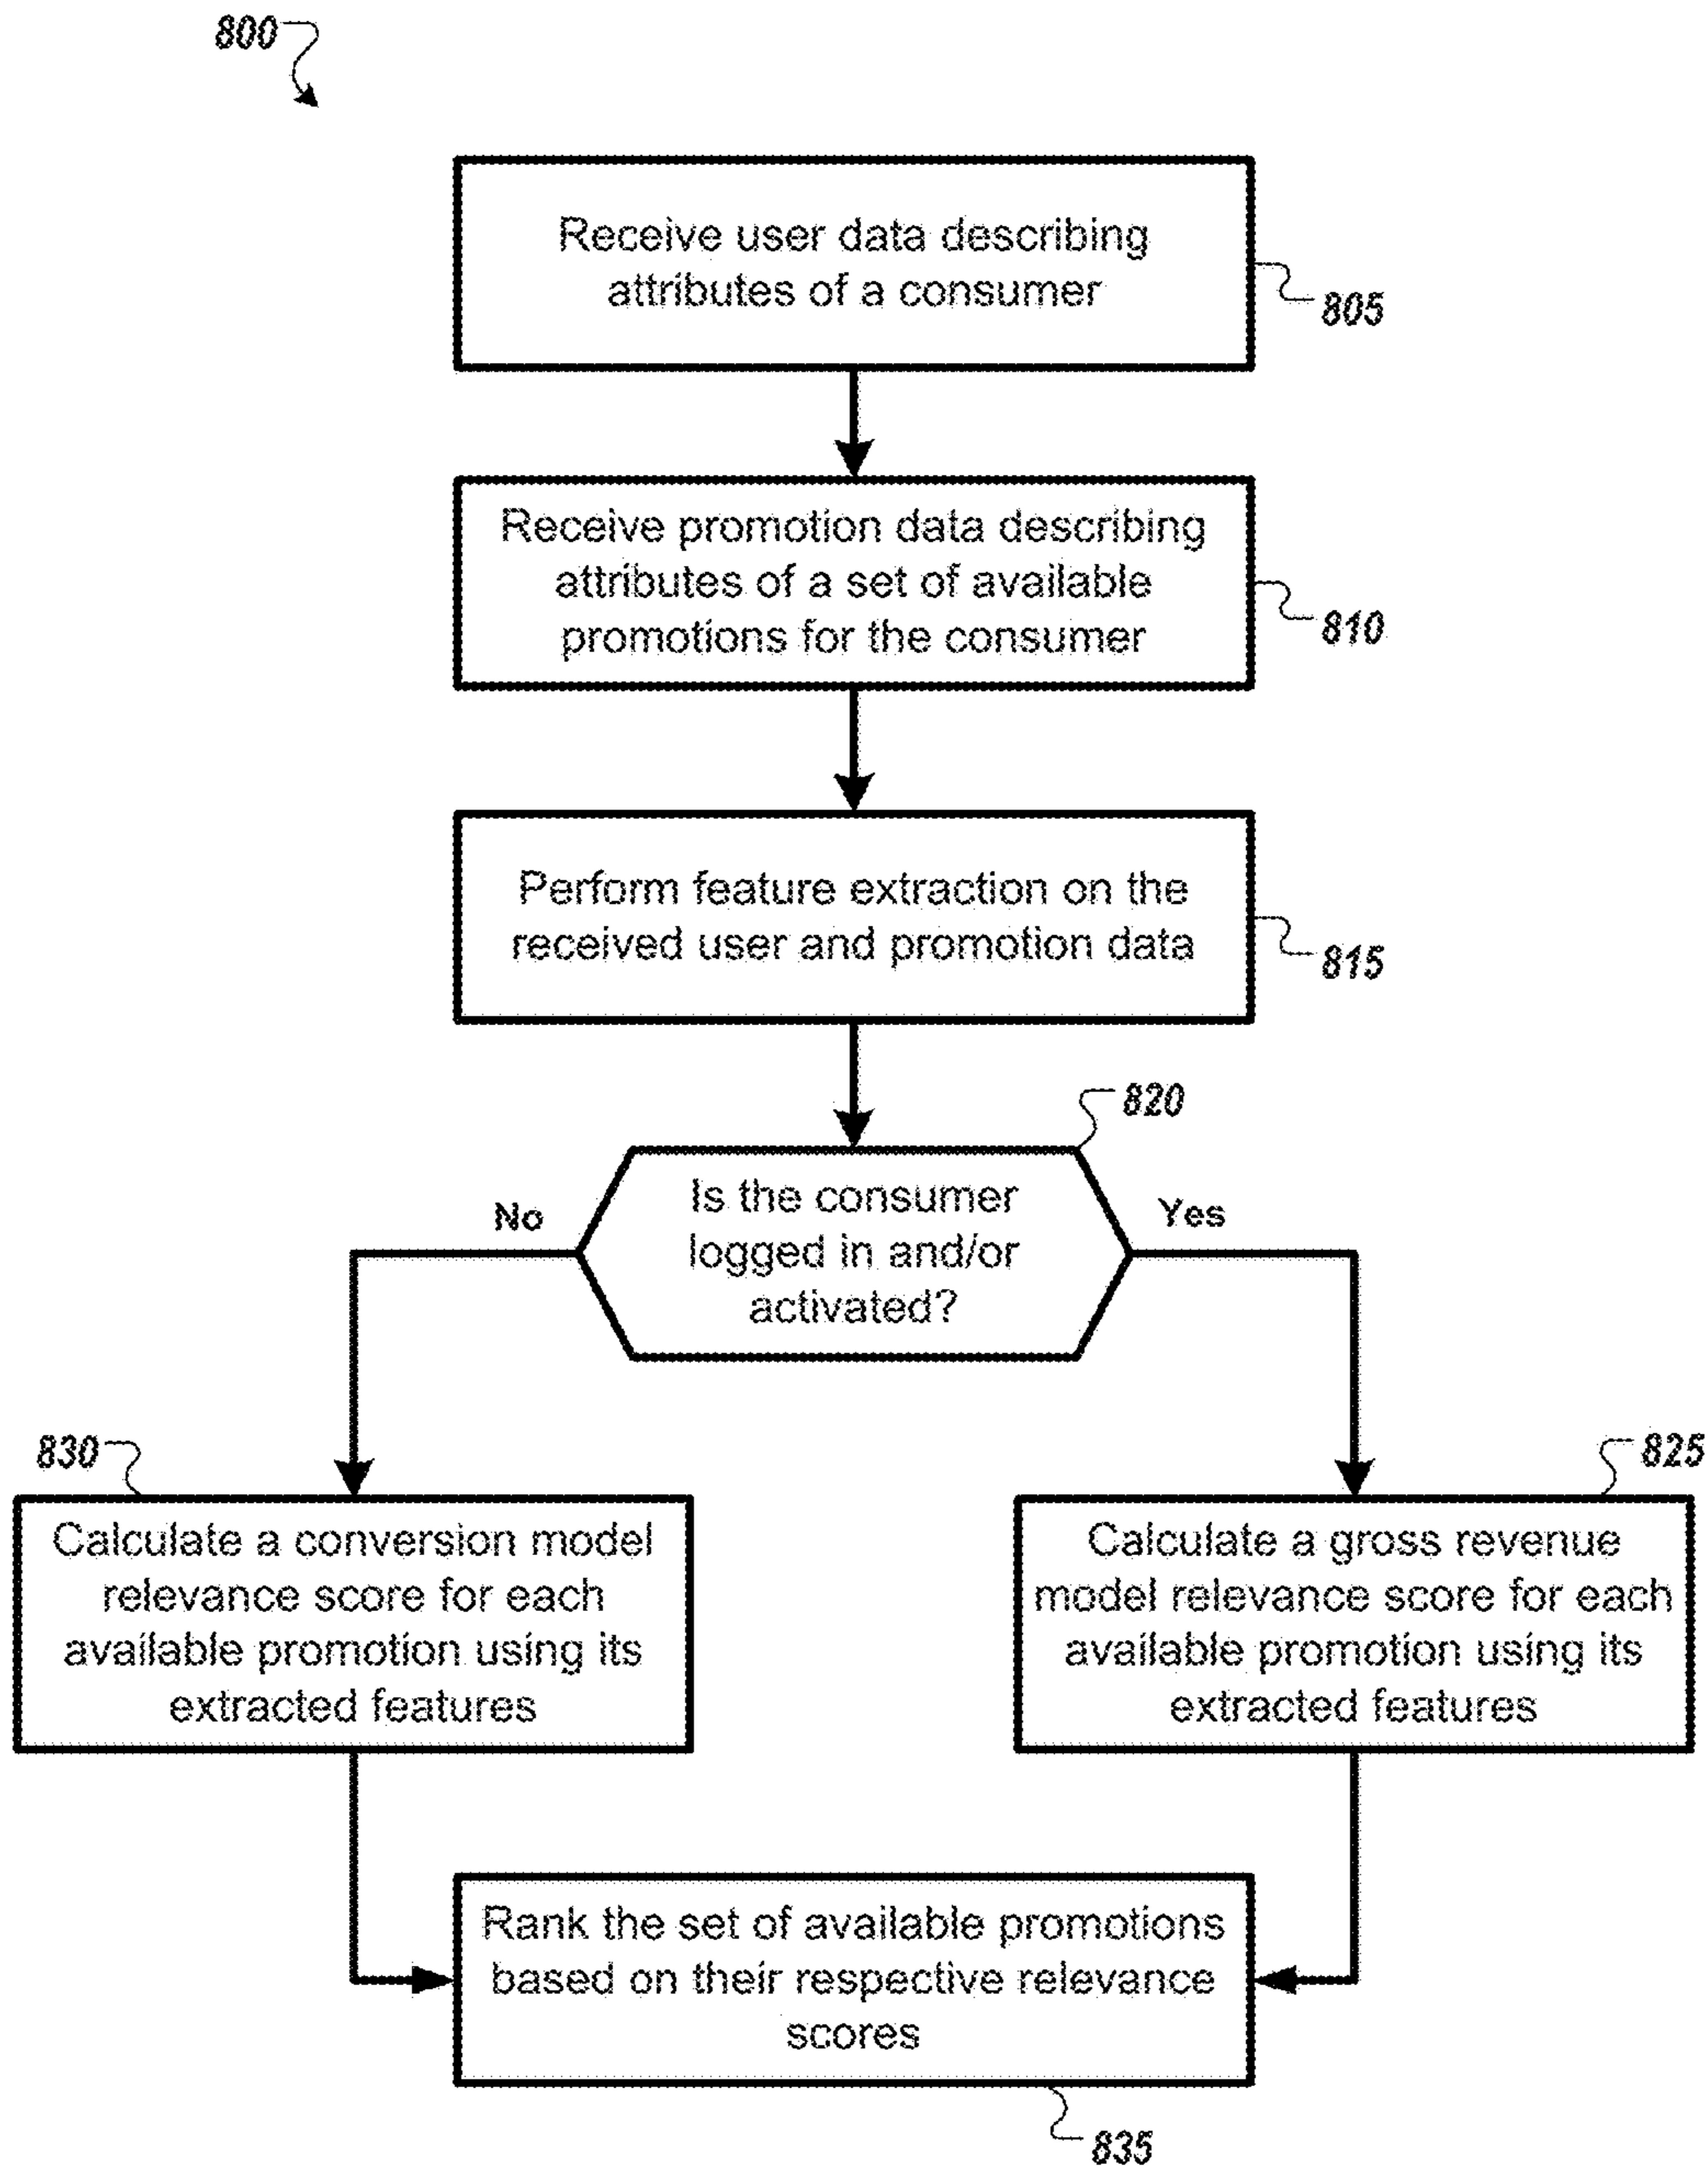 800
Receive user data describing
attributes of a consumer
805
Receive promotion data describing
attributes of a set of available
promotions for the consumer
810
Perform feature extraction on the
received user and promotion data
815
820
Is the consumer
logged in and/or
activated?
No
Yes
830
Calculate a conversion model
relevance score for each
available promotion using its
extracted features
825
Calculate a gross revenue
model relevance score for each
available promotion using its
extracted features
Rank the set of available promotions
based on their respective relevance
scores
835